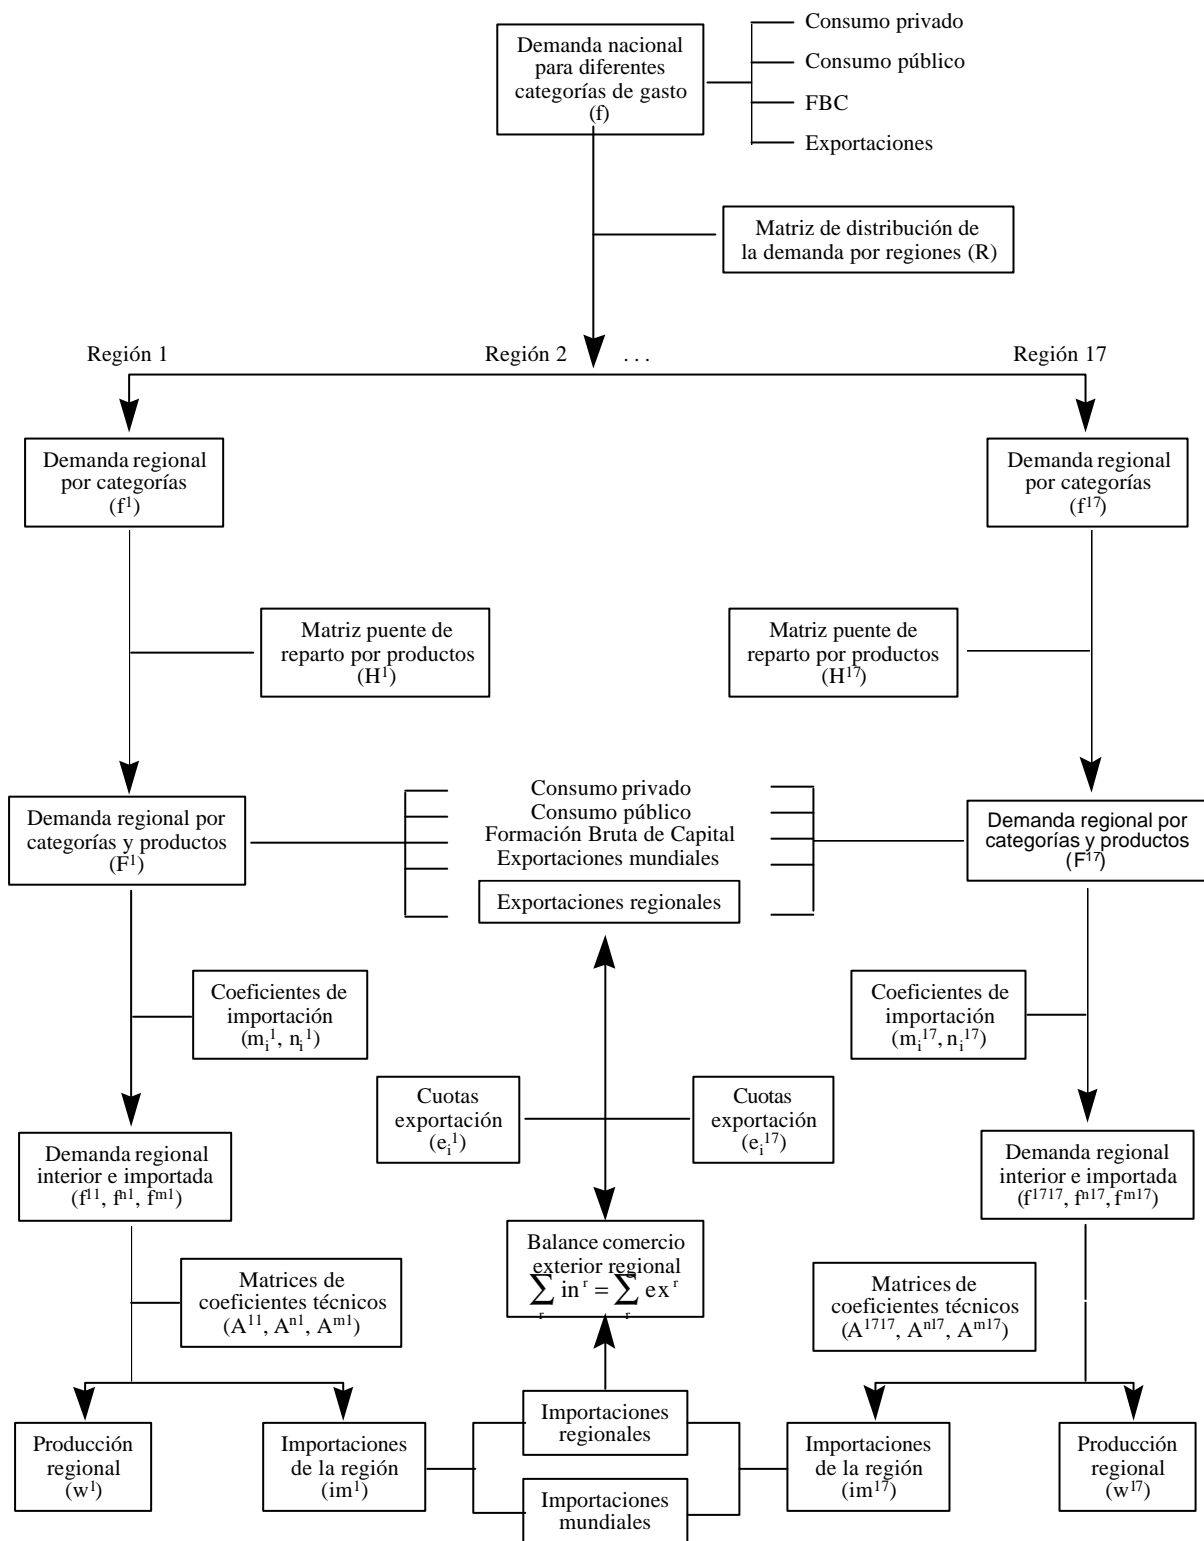 Demanda nacional
para diferentes
categorías de gasto
(f)
Consumo privado
Consumo público
FBC
Exportaciones
Matriz de distribución de
la demanda por regiones (R)
Región 1
Región 2 . . .
Región 17
Demanda regional
por categorías
(f¹)
Demanda regional
por categorías
(f¹⁷)
Matriz puente de
reparto por productos
(H¹)
Matriz puente de
reparto por productos
(H¹⁷)
Demanda regional por
categorías y productos
(F¹)
Consumo privado
Consumo público
Formación Bruta de Capital
Exportaciones mundiales
Exportaciones regionales
Demanda regional por
categorías y productos
(F¹⁷)
Coeficientes de
importación
(mᵢ¹, nᵢ¹)
Coeficientes de
importación
(mᵢ¹⁷, nᵢ¹⁷)
Cuotas
exportación
(eᵢ¹)
Cuotas
exportación
(eᵢ¹⁷)
Demanda regional
interior e importada
(f¹¹, fⁿ¹, fᵐ¹)
Demanda regional
interior e importada
(f¹⁷¹⁷, fⁿ¹⁷, fᵐ¹⁷)
Balance comercio
exterior regional
∑ in ʳ = ∑ ex ʳ
r r
Matrices de
coeficientes técnicos
(A¹¹, Aⁿ¹, Aᵐ¹)
Matrices de
coeficientes técnicos
(A¹⁷¹⁷, Aⁿ¹⁷, Aᵐ¹⁷)
Producción
regional
(w¹)
Importaciones
de la región
(im¹)
Importaciones
regionales
Importaciones
mundiales
Importaciones
de la región
(im¹⁷)
Producción
regional
(w¹⁷)